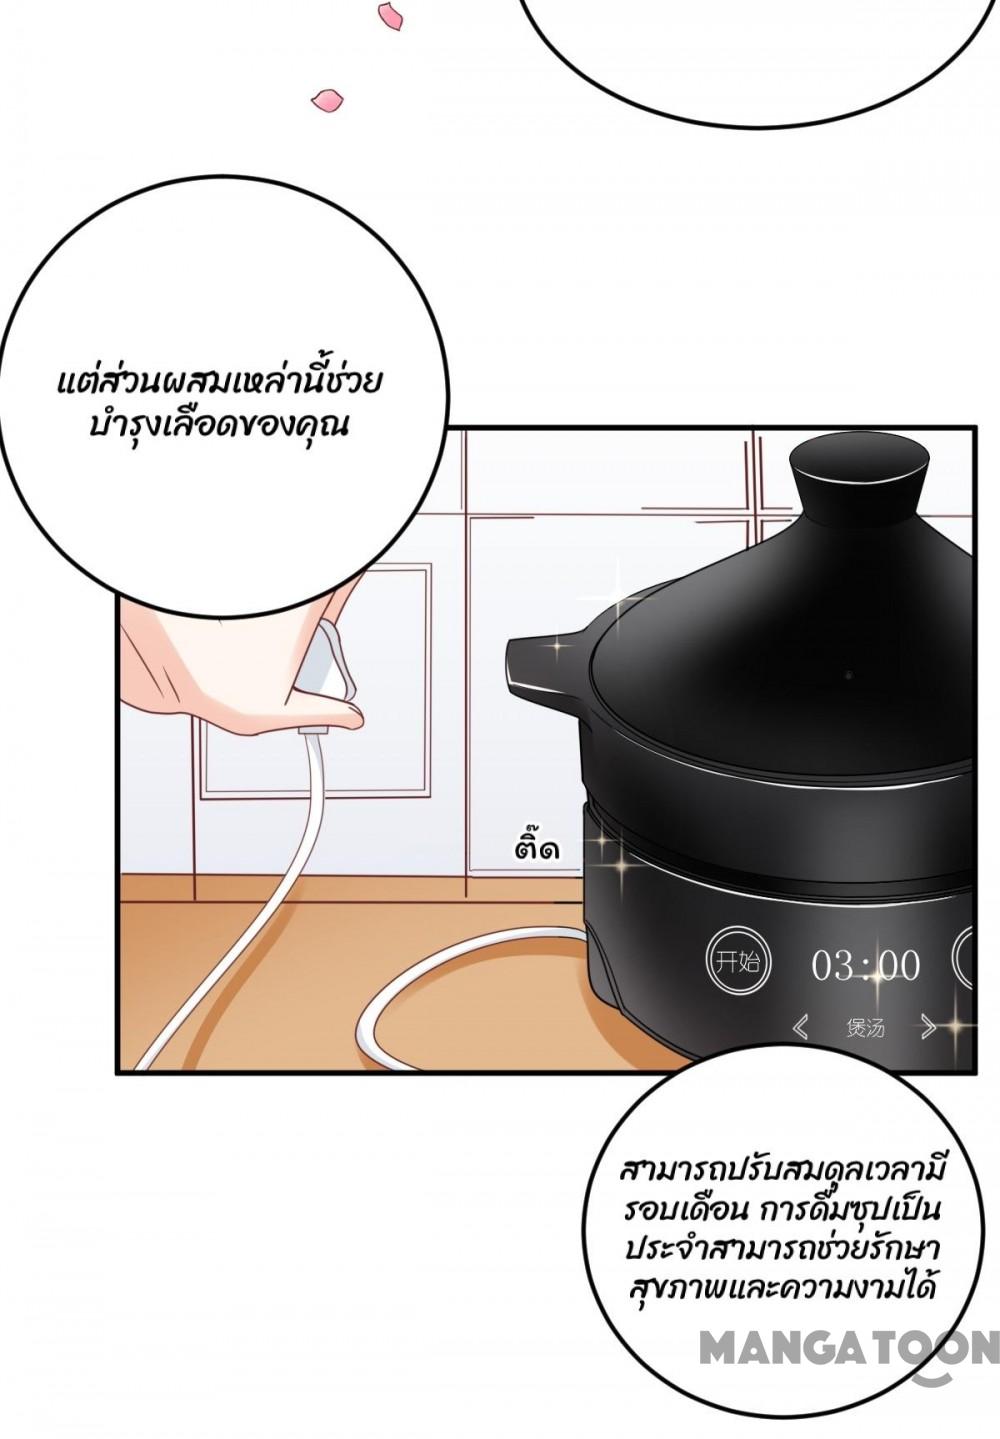 แต่ส่วนผสมเหล่านี้ช่วย
บำรุงเลือดของคุณ
ติ๊ด
开始
03:00
煲汤
สามารถปรับสมดุลเวลามี
รอบเดือน การดื่มซุปเป็น
ประจำสามารถช่วยรักษา
สุขภาพและความงามได้
MANGATOON